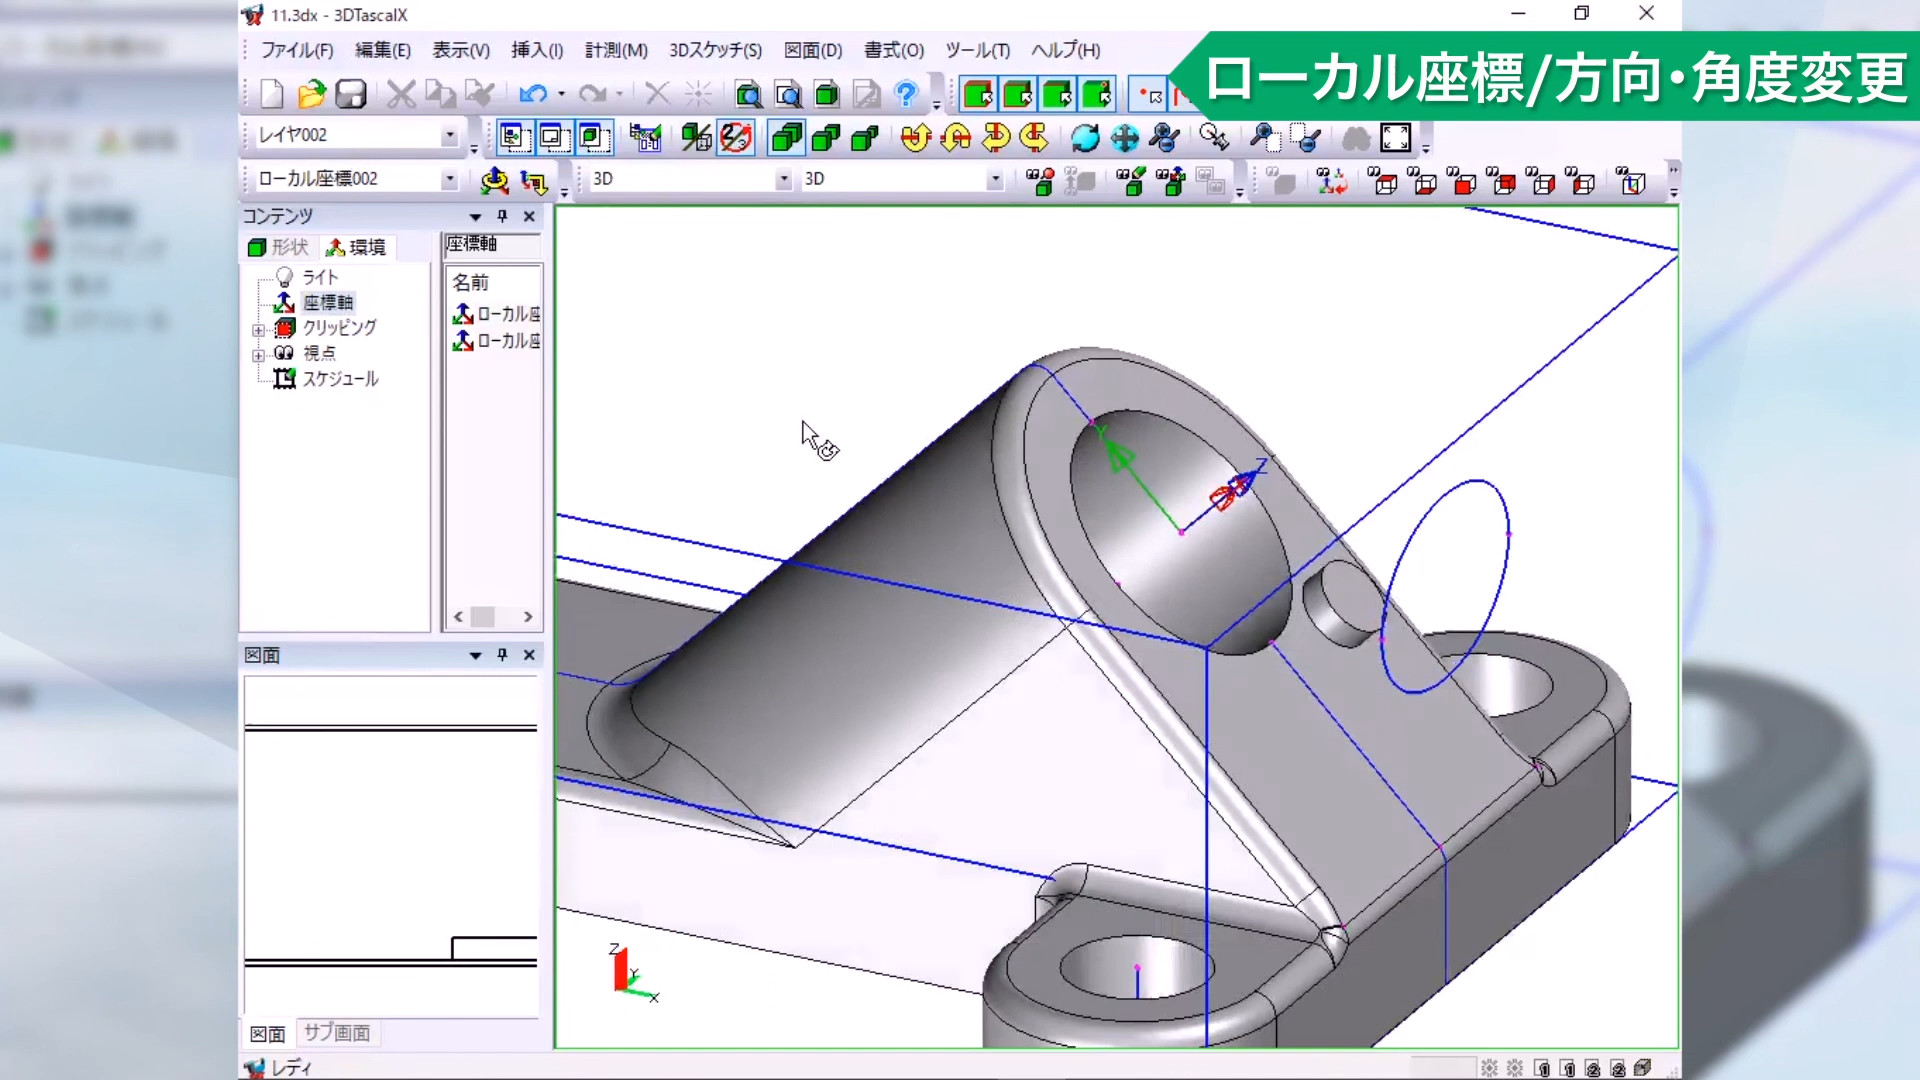 11.3dx - 3DTascalX
ローカル座標/方向・角度変更
ファイル(F) 編集(E) 表示(V) 挿入(I) 計測(M) 3Dスケッチ(S) 図面(D) 書式(O) ツール(T) ヘルプ(H)
レイヤ002
ローカル座標002 3D 3D
コンテンツ
形状 環境
座標軸
ライト
座標軸
クリッピング
視点
スケジュール
名前
ローカル座
ローカル座
Y
Z
図面
Z
Y
X
図面 サブ画面
レディ